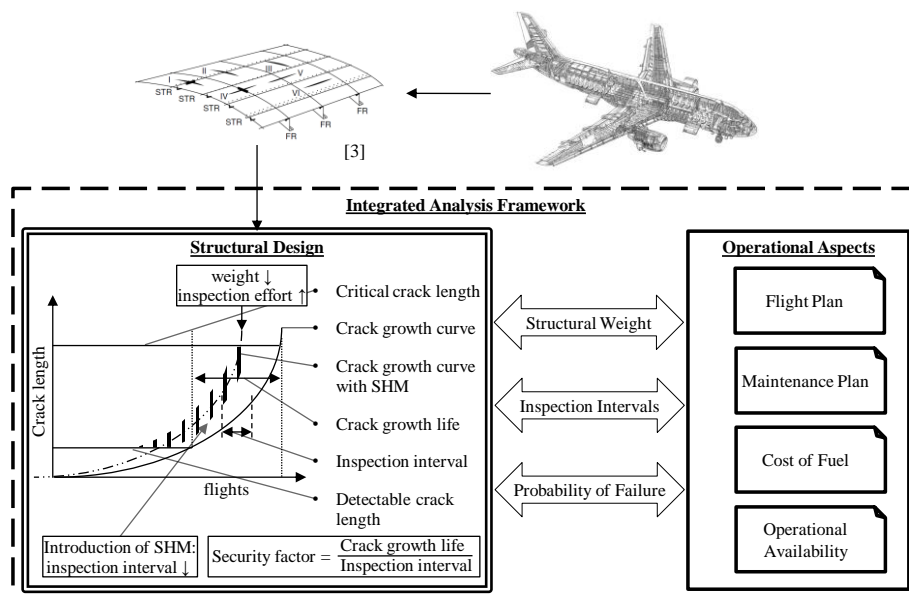 I
II
III
V
IV
VI
STR
STR
STR
STR
FR
FR
FR
[3]
Integrated Analysis Framework
Structural Design
weight ↓
inspection effort ↑
Crack length
flights
Critical crack length
Crack growth curve
Crack growth curve
with SHM
Crack growth life
Inspection interval
Detectable crack
length
Introduction of SHM:
inspection interval ↓
Security factor = Crack growth life
Inspection interval
Structural Weight
Inspection Intervals
Probability of Failure
Operational Aspects
Flight Plan
Maintenance Plan
Cost of Fuel
Operational
Availability